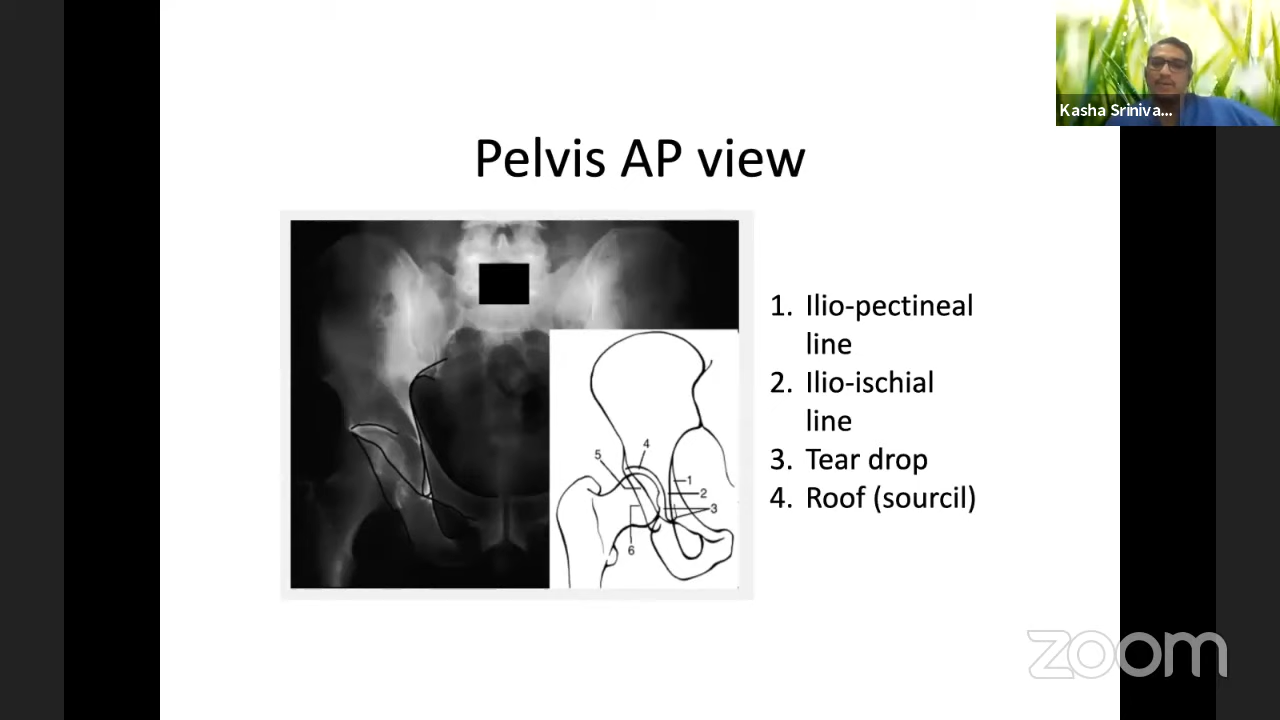 Kasha Sriniva...
Pelvis AP view
1. Ilio-pectineal
line
2. Ilio-ischial
line
3. Tear drop
4. Roof (sourcil)
4
5
1
2
3
6
zoom